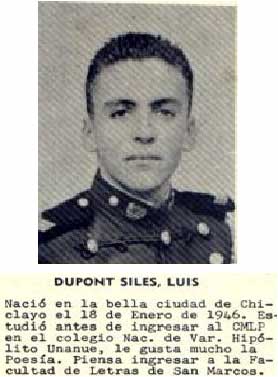 DUPONT SILES, LUIS
Nació en la bella ciudad de Chi-
clayo el 18 de Enero de 1946. Es-
tudió antes de ingresar al CMLP
en el colegio Nac. de Var. Hipó-
lito Unanue, le gusta mucho la
Poesía. Piensa ingresar a la Fa-
cultad de Letras de San Marcos.